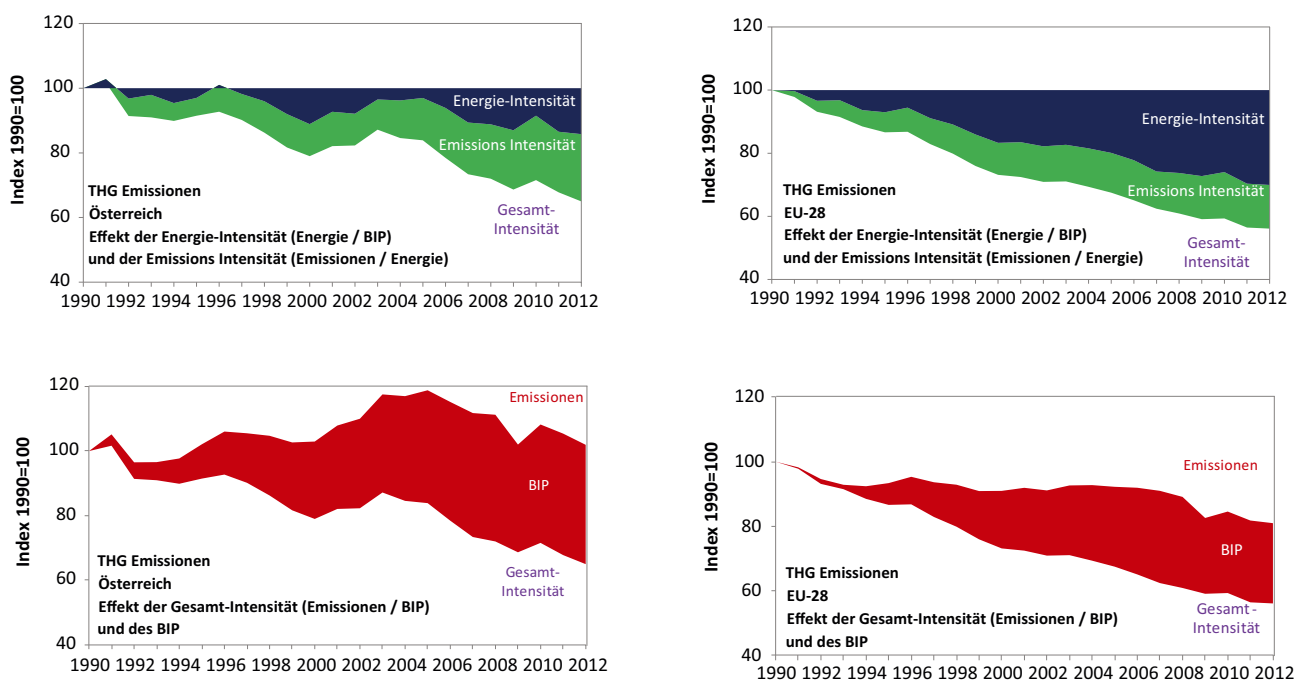 Index 1990=100
120
100
80
60
40
Energie-Intensität
Emissions Intensität
Gesamt-
Intensität
THG Emissionen
Österreich
Effekt der Energie-Intensität (Energie / BIP)
und der Emissions Intensität (Emissionen / Energie)
1990 1992 1994 1996 1998 2000 2002 2004 2006 2008 2010 2012
Index 1990=100
120
100
80
60
40
Energie-Intensität
Emissions Intensität
Gesamt-
Intensität
THG Emissionen
EU-28
Effekt der Energie-Intensität (Energie / BIP)
und der Emissions Intensität (Emissionen / Energie)
1990 1992 1994 1996 1998 2000 2002 2004 2006 2008 2010 2012
Index 1990=100
120
100
80
60
40
Emissionen
BIP
Gesamt-
Intensität
THG Emissionen
Österreich
Effekt der Gesamt-Intensität (Emissionen / BIP)
und des BIP
1990 1992 1994 1996 1998 2000 2002 2004 2006 2008 2010 2012
Index 1990=100
120
100
80
60
40
Emissionen
BIP
Gesamt-
Intensität
THG Emissionen
EU-28
Effekt der Gesamt-Intensität (Emissionen / BIP)
und des BIP
1990 1992 1994 1996 1998 2000 2002 2004 2006 2008 2010 2012